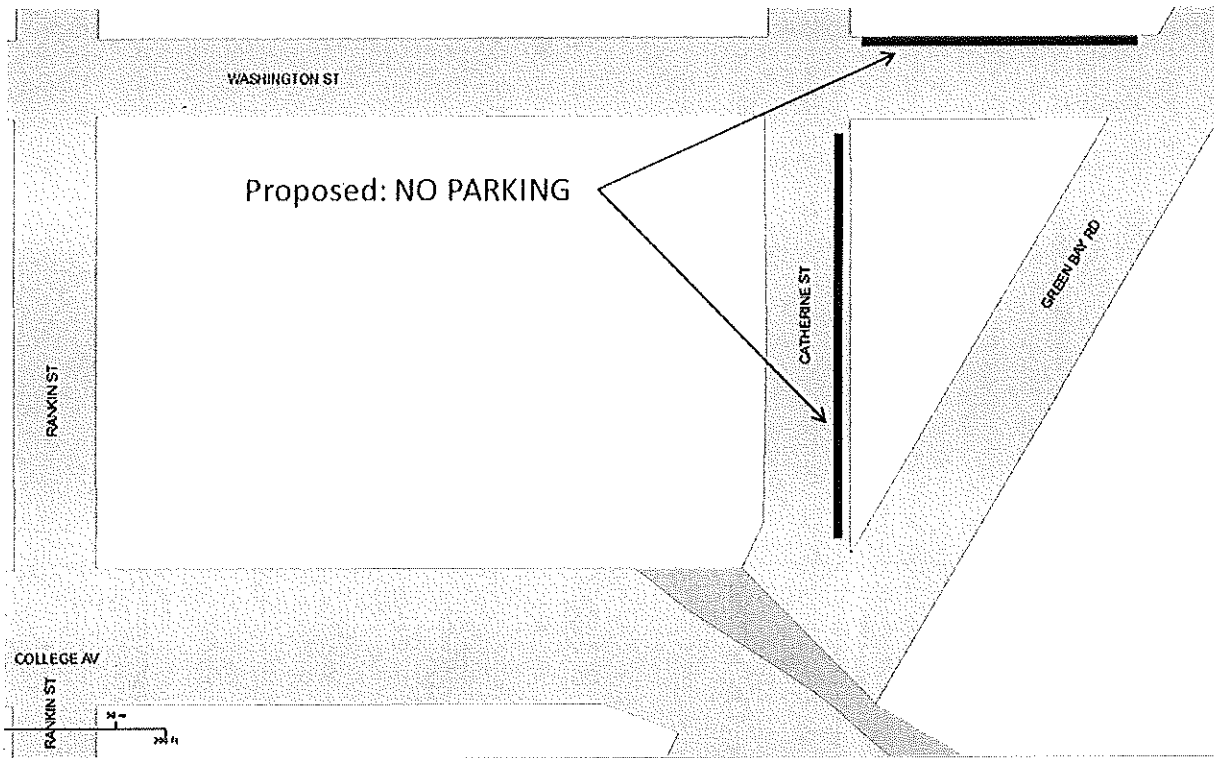 WASHINGTON ST
Proposed: NO PARKING
CATHERINE ST
GREEN BAY RD
RANKIN ST
COLLEGE AV
RANKIN ST